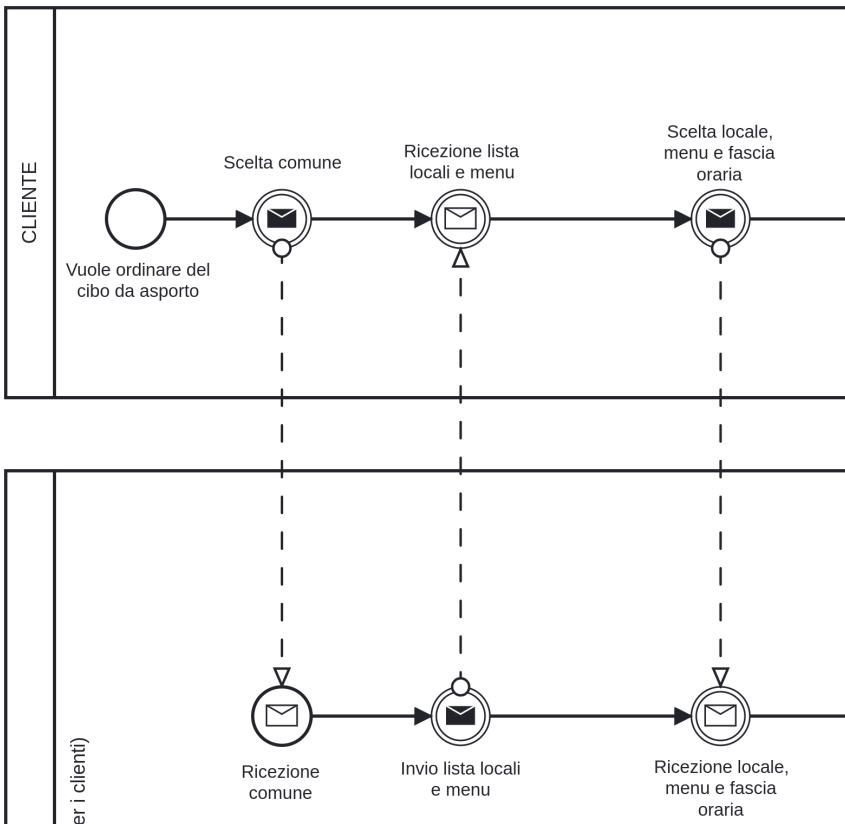 CLIENTE
Scelta comune
Ricezione lista
locali e menu
Scelta locale,
menu e fascia
oraria
Vuole ordinare del
cibo da asporto
er i clienti)
Ricezione
comune
Invio lista locali
e menu
Ricezione locale,
menu e fascia
oraria